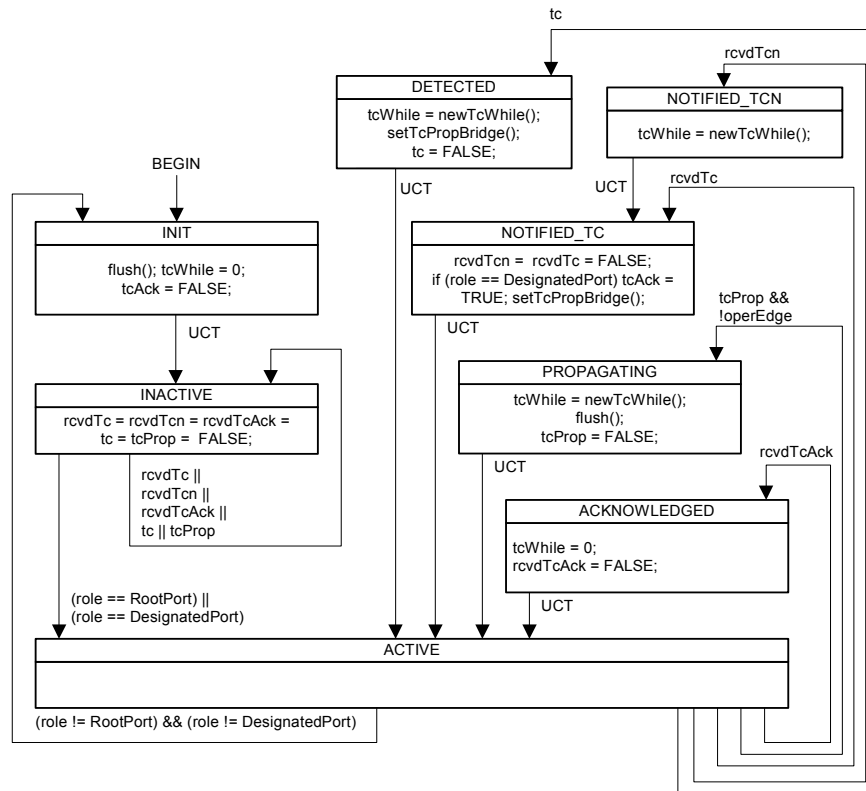 tc
rcvdTcn
DETECTED
tcWhile = newTcWhile();
setTcPropBridge();
tc = FALSE;
NOTIFIED_TCN
tcWhile = newTcWhile();
BEGIN
UCT
UCT
rcvdTc
INIT
flush(); tcWhile = 0;
tcAck = FALSE;
NOTIFIED_TC
rcvdTcn =  rcvdTc = FALSE;
if (role == DesignatedPort) tcAck =
TRUE; setTcPropBridge();
UCT
UCT
tcProp &&
!operEdge
INACTIVE
rcvdTc = rcvdTcn = rcvdTcAck =
tc = tcProp =  FALSE;
PROPAGATING
tcWhile = newTcWhile();
flush();
tcProp = FALSE;
rcvdTc ||
rcvdTcn ||
rcvdTcAck ||
tc || tcProp
UCT
rcvdTcAck
ACKNOWLEDGED
tcWhile = 0;
rcvdTcAck = FALSE;
(role == RootPort) ||
(role == DesignatedPort)
UCT
ACTIVE
(role != RootPort) && (role != DesignatedPort)